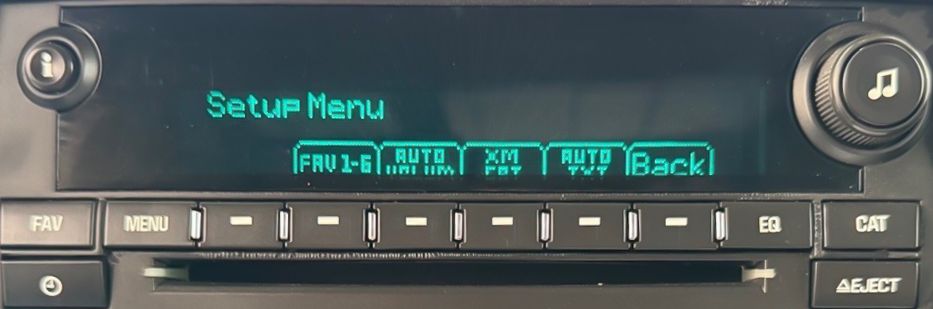 Setup Menu
FAV 1-6 AUTO XM AUTO Back
FAV MENU EQ CAT
EJECT